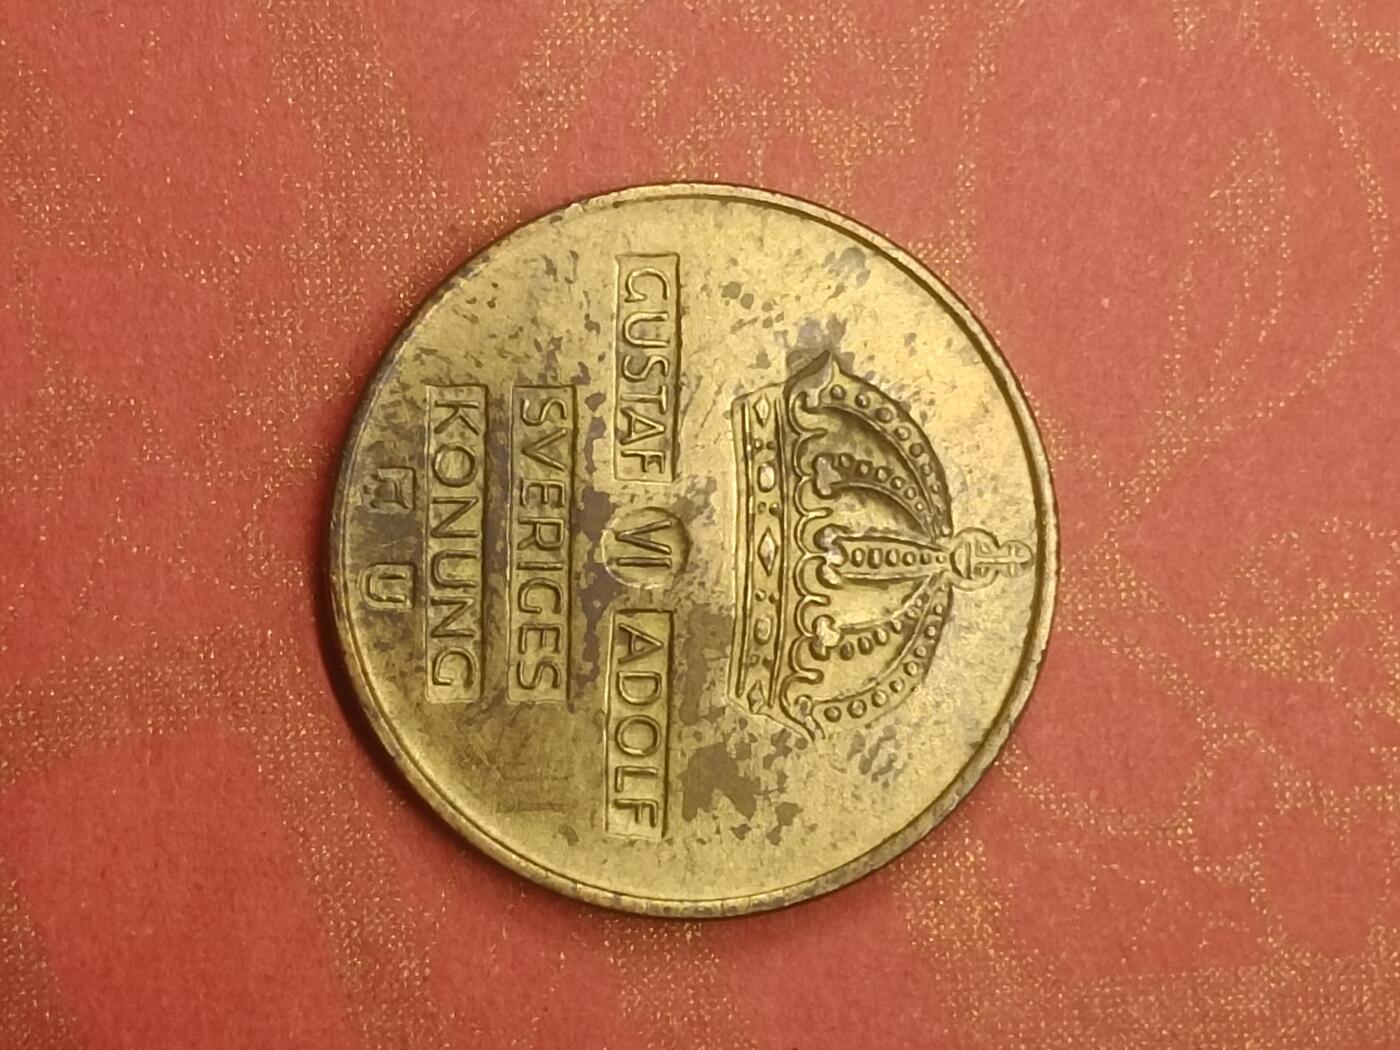 GUSTAF VI ADOLF
SVERIGES
KONUNG
U